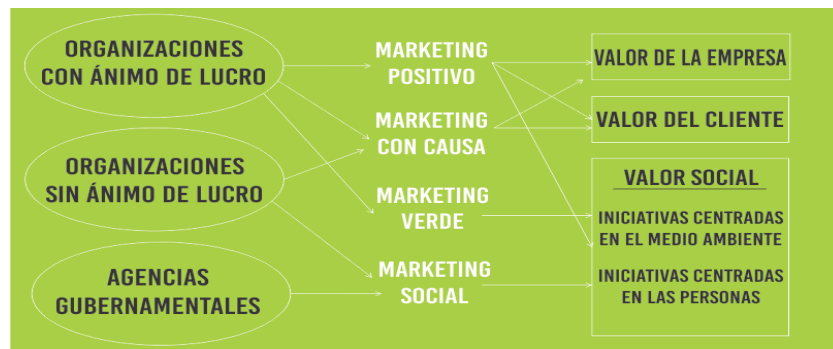 ORGANIZACIONES
CON ÁNIMO DE LUCRO
ORGANIZACIONES
SIN ÁNIMO DE LUCRO
AGENCIAS
GUBERNAMENTALES
MARKETING
POSITIVO
MARKETING
CON CAUSA
MARKETING
VERDE
MARKETING
SOCIAL
VALOR DE LA EMPRESA
VALOR DEL CLIENTE
VALOR SOCIAL
INICIATIVAS CENTRADAS
EN EL MEDIO AMBIENTE
INICIATIVAS CENTRADAS
EN LAS PERSONAS